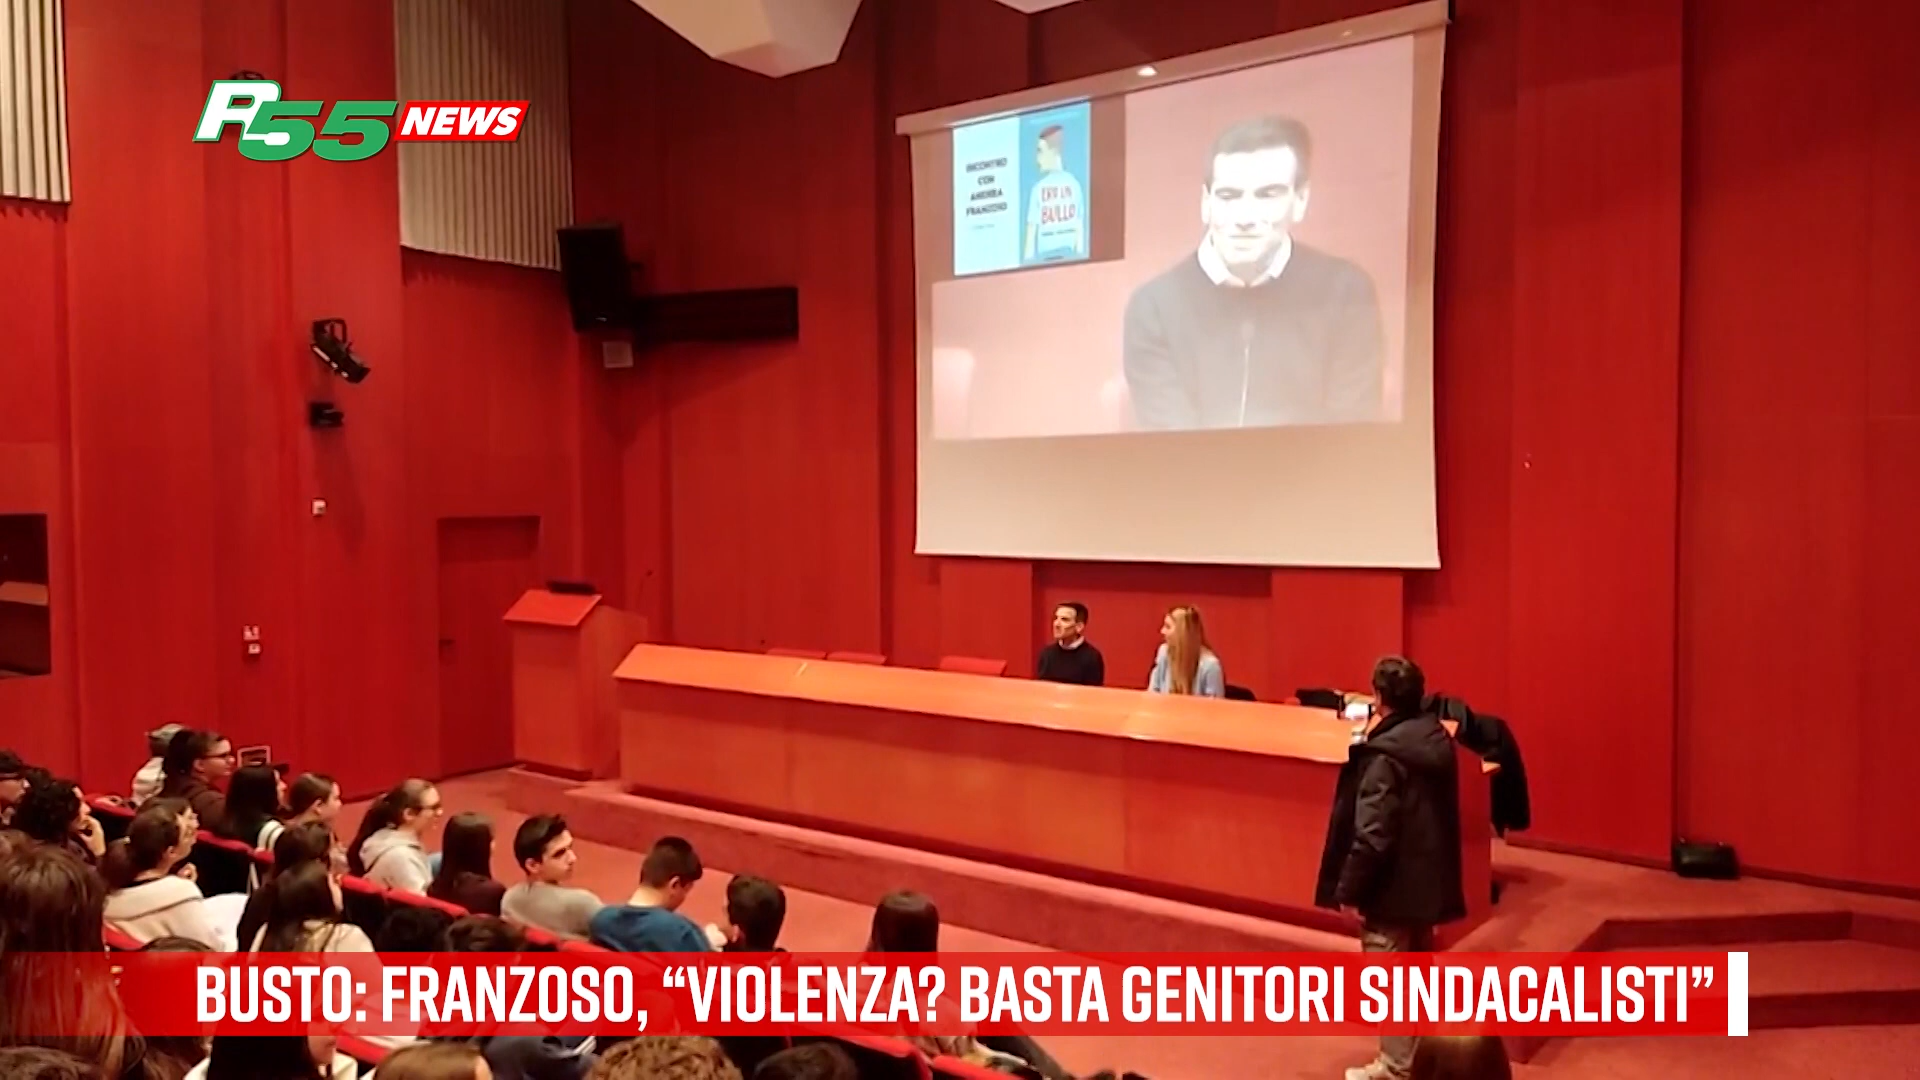 R55 NEWS
INCONTRO
CON
ANDREA
FRANZOSO
ERO UN
BULLO
BUSTO: FRANZOSO, “VIOLENZA? BASTA GENITORI SINDACALISTI”